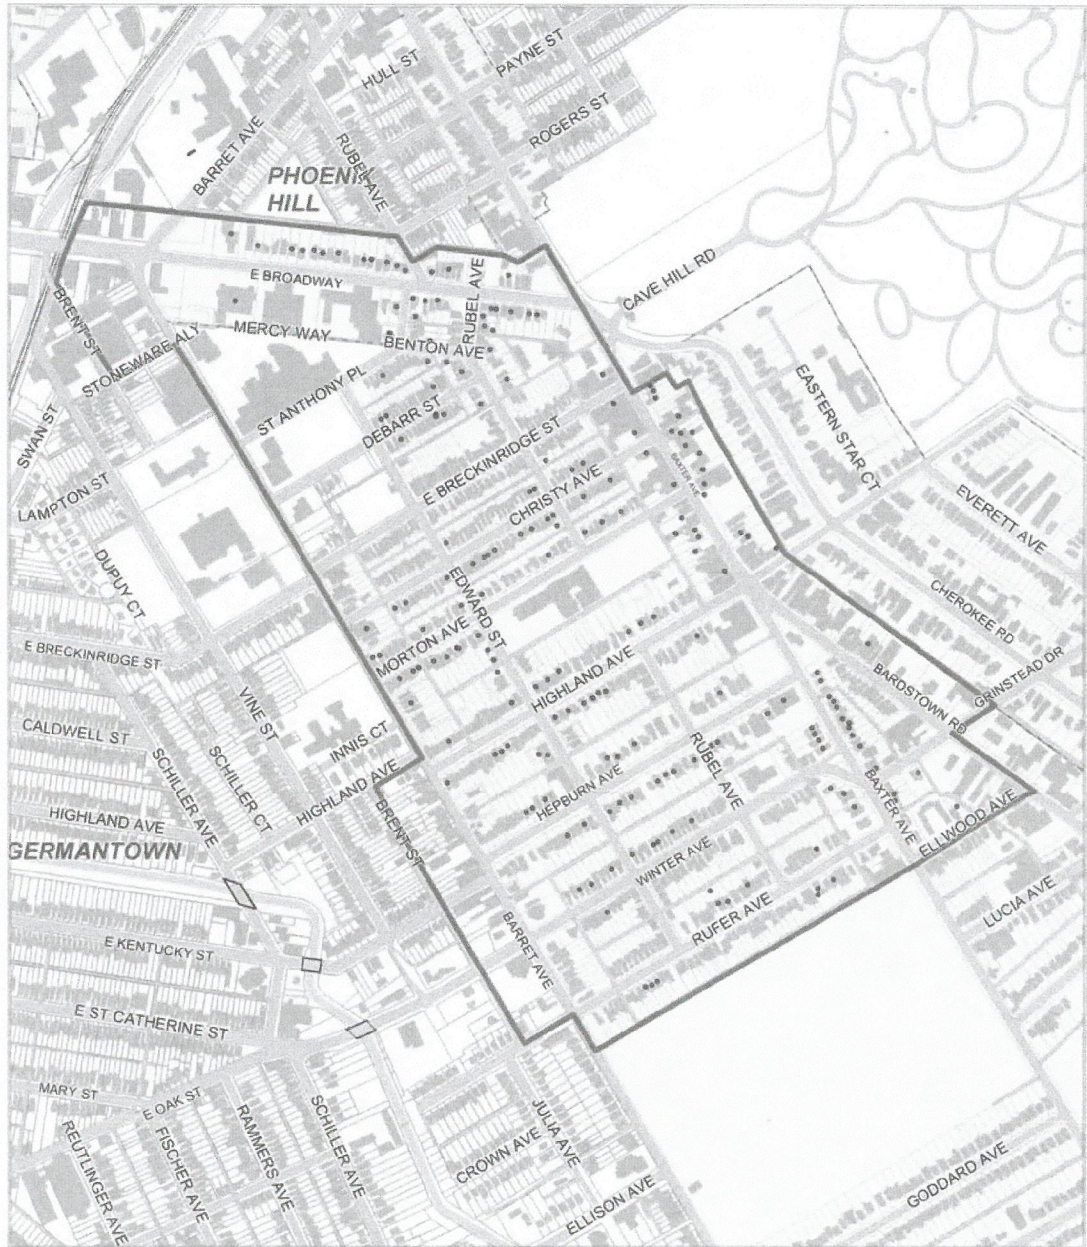 HULL ST
PAYNE ST
ROGERS ST
BARRET AVE
RUBEL AVE
PHOENIX
HILL
E BROADWAY
RUBEL AVE
CAVE HILL RD
BRENT ST
MERCY WAY
STONEWARE ALY
BENTON AVE
ST ANTHONY PL
DEBARR ST
EASTERN STAR CT
SWAN ST
E BRECKINRIDGE ST
BAXTER AVE
CHRISTY AVE
LAMPTON ST
EVERETT AVE
DUPUY CT
EDWARD ST
CHEROKEE RD
MORTON AVE
E BRECKINRIDGE ST
HIGHLAND AVE
BARDSTOWN RD
GRINSTEAD DR
VINE ST
INNIS CT
CALDWELL ST
SCHILLER AVE
SCHILLER CT
HIGHLAND AVE
HEPBURN AVE
RUBEL AVE
BAXTER AVE
HIGHLAND AVE
BRENT ST
ELLWOOD AVE
GERMANTOWN
WINTER AVE
LUCIA AVE
RUFER AVE
BARRET AVE
E KENTUCKY ST
E ST CATHERINE ST
MARY ST
E OAK ST
REUTLINGER AVE
FISCHER AVE
RAMMERS AVE
SCHILLER AVE
CROWN AVE
JULIA AVE
ELLISON AVE
GODDARD AVE